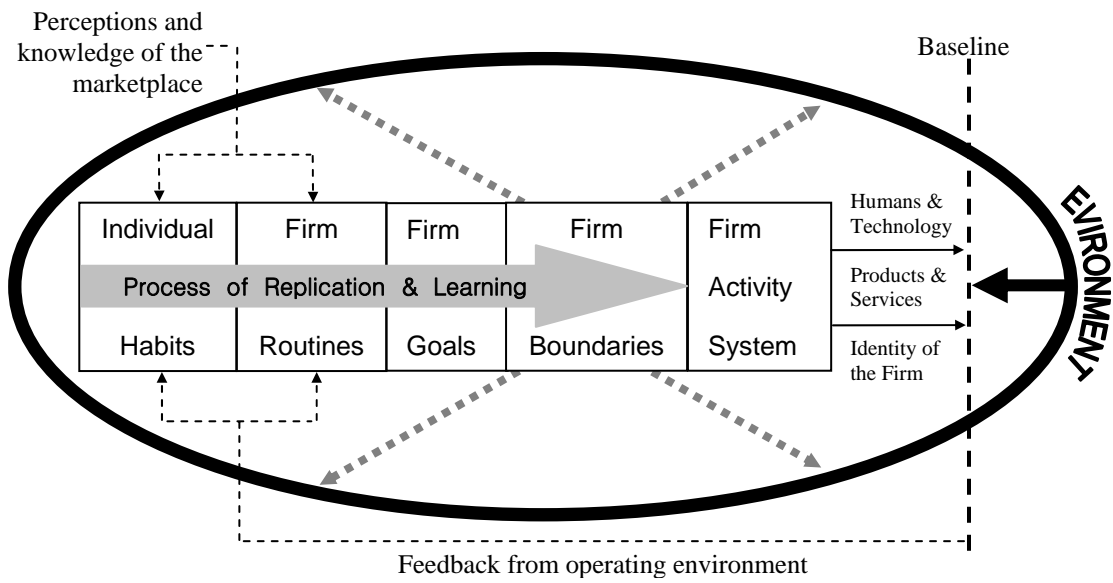 Perceptions and
knowledge of the
marketplace
Baseline
Individual
Habits
Firm
Routines
Firm
Goals
Firm
Boundaries
Firm
Activity
System
Process of Replication & Learning
Humans &
Technology
Products &
Services
Identity of
the Firm
EVIRONMENT
Feedback from operating environment